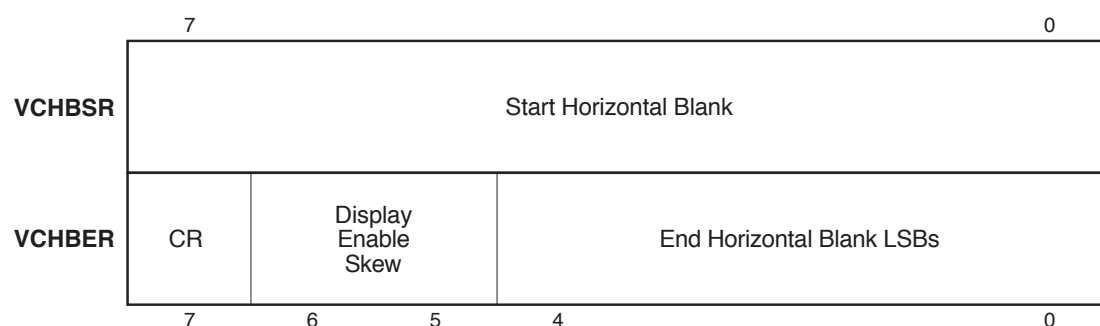 7 0
VCHBSR Start Horizontal Blank
VCHBER CR Display Enable Skew End Horizontal Blank LSBs
7 6 5 4 0